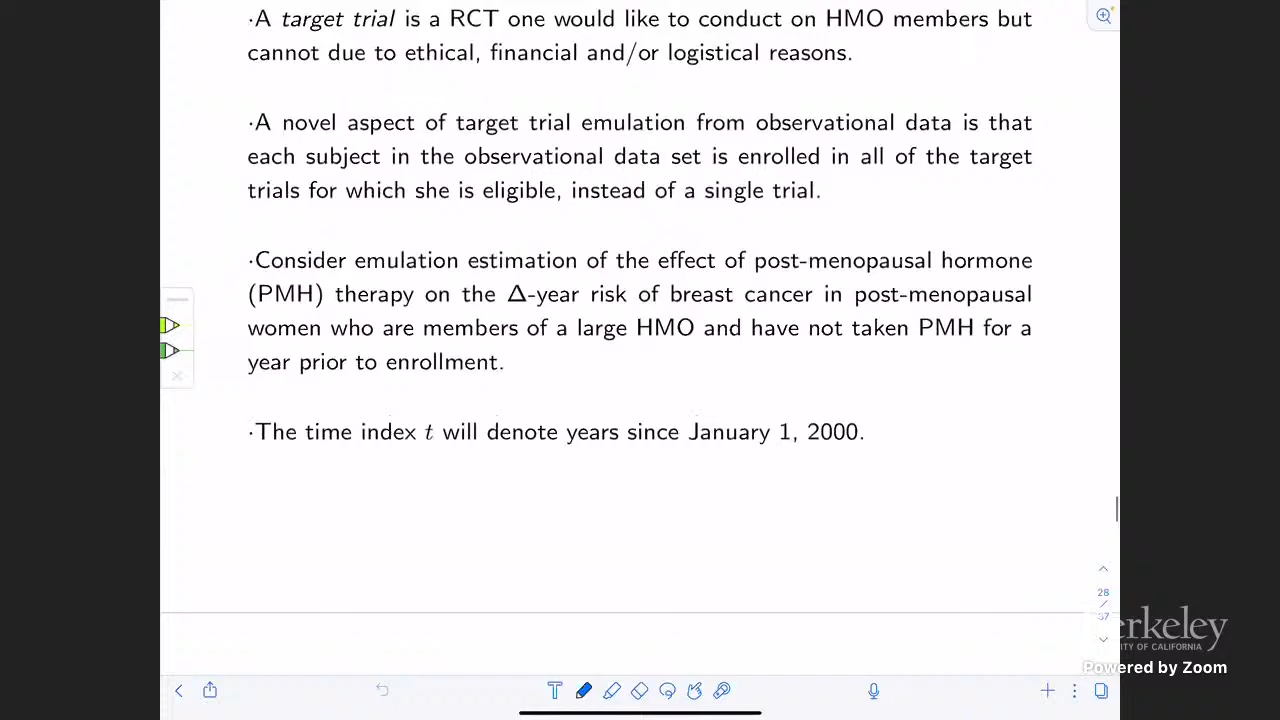 ·A target trial is a RCT one would like to conduct on HMO members but
cannot due to ethical, financial and/or logistical reasons.
·A novel aspect of target trial emulation from observational data is that
each subject in the observational data set is enrolled in all of the target
trials for which she is eligible, instead of a single trial.
·Consider emulation estimation of the effect of post-menopausal hormone
(PMH) therapy on the Δ-year risk of breast cancer in post-menopausal
women who are members of a large HMO and have not taken PMH for a
year prior to enrollment.
·The time index t will denote years since January 1, 2000.
28
/
37
erkeley
ITY OF CALIFORNIA
Powered by Zoom
T